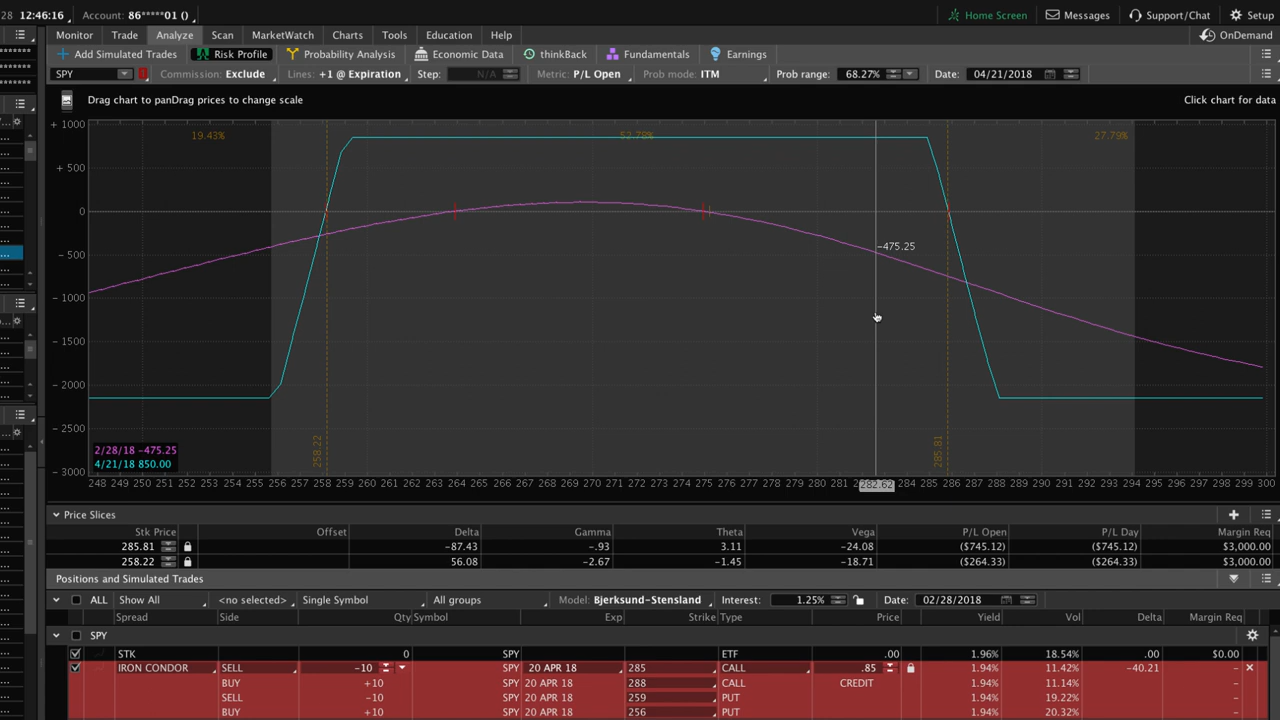 28 12:46:16 Account: 86*****01 () Home Screen Messages Support/Chat Setup
Monitor Trade Analyze Scan MarketWatch Charts Tools Education Help OnDemand
Add Simulated Trades Risk Profile Probability Analysis Economic Data thinkBack Fundamentals Earnings
SPY Commission: Exclude Lines: +1 @ Expiration Step: N/A Metric: P/L Open Prob mode: ITM Prob range: 68.27% Date: 04/21/2018
Drag chart to panDrag prices to change scale Click chart for data
+ 1000 19.43% 52.78% 27.79%
+ 500
0
-475.25
- 500
- 1000
- 1500
- 2000
- 2500
258.22 285.81
2/28/18 -475.25
4/21/18 850.00
- 3000
248 249 250 251 252 253 254 255 256 257 258 259 260 261 262 263 264 265 266 267 268 269 270 271 272 273 274 275 276 277 278 279 280 281 282.62 284 285 286 287 288 289 290 291 292 293 294 295 296 297 298 299 300
Price Slices
Stk Price Offset Delta Gamma Theta Vega P/L Open P/L Day Margin Req
285.81 -87.43 -.93 3.11 -24.08 ($745.12) ($745.12) $3,000.00
258.22 56.08 -2.67 -1.45 -18.71 ($264.33) ($264.33) $3,000.00
Positions and Simulated Trades
ALL Show All <no selected> Single Symbol All groups Model: Bjerksund-Stensland Interest: 1.25% Date: 02/28/2018
Spread Side Qty Symbol Exp Strike Type Price Yield Vol Delta Margin Req
SPY
STK 0 SPY ETF .00 1.96% 18.54% .00 $0.00
IRON CONDOR SELL -10 SPY 20 APR 18 285 CALL .85 1.94% 11.42% -40.21 -
BUY +10 SPY 20 APR 18 288 CALL CREDIT 1.94% 11.14% -
SELL -10 SPY 20 APR 18 259 PUT 1.94% 19.22% -
BUY +10 SPY 20 APR 18 256 PUT 1.94% 20.32% -